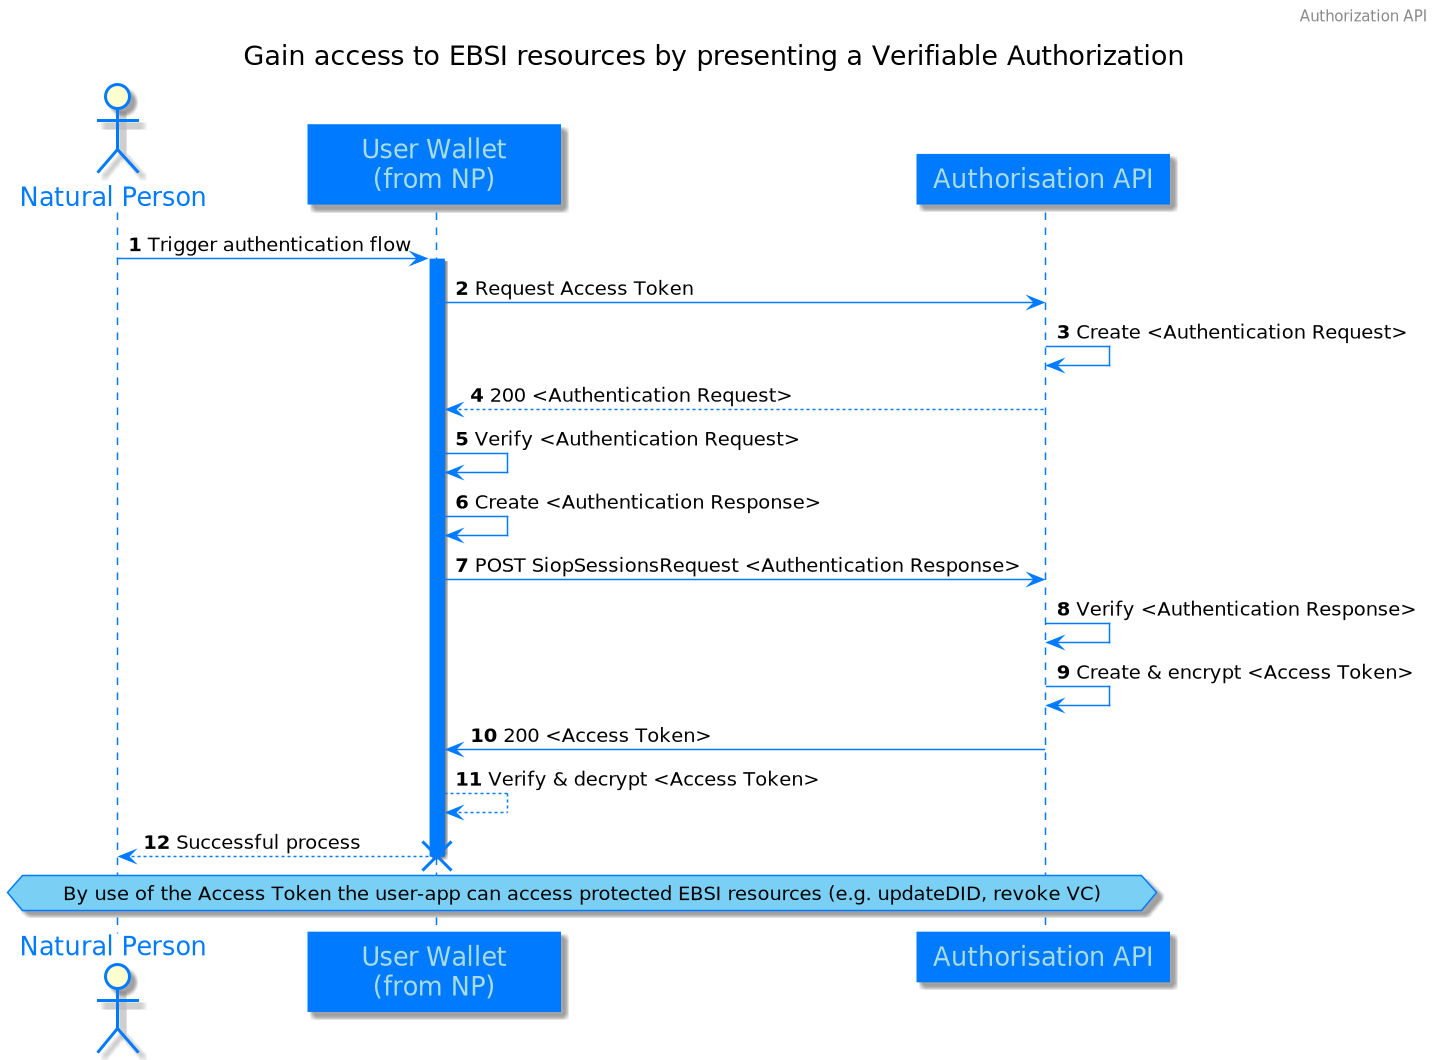 Authorization API
Gain access to EBSI resources by presenting a Verifiable Authorization
Natural Person
User Wallet
(from NP)
Authorisation API
1 Trigger authentication flow
2 Request Access Token
3 Create <Authentication Request>
4 200 <Authentication Request>
5 Verify <Authentication Request>
6 Create <Authentication Response>
7 POST SiopSessionsRequest <Authentication Response>
8 Verify <Authentication Response>
9 Create & encrypt <Access Token>
10 200 <Access Token>
11 Verify & decrypt <Access Token>
12 Successful process
By use of the Access Token the user-app can access protected EBSI resources (e.g. updateDID, revoke VC)
Natural Person
User Wallet
(from NP)
Authorisation API